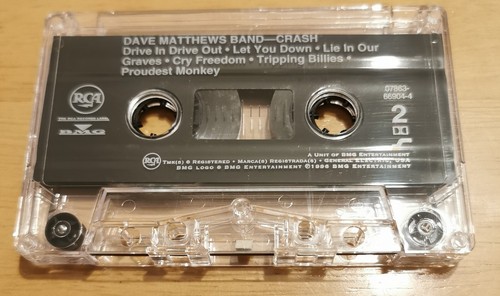 DAVE MATTHEWS BAND—CRASH
Drive In Drive Out • Let You Down • Lie In Our
Graves • Cry Freedom • Tripping Billies •
Proudest Monkey
07863-
66904-4
2
RCA
BMG
A UNIT OF BMG ENTERTAINMENT
RCA TMK(S) ® REGISTERED • MARCA(S) REGISTRADA(S) • GENERAL ELECTRIC, USA
BMG LOGO ® BMG ENTERTAINMENT ©1996 BMG ENTERTAINMENT